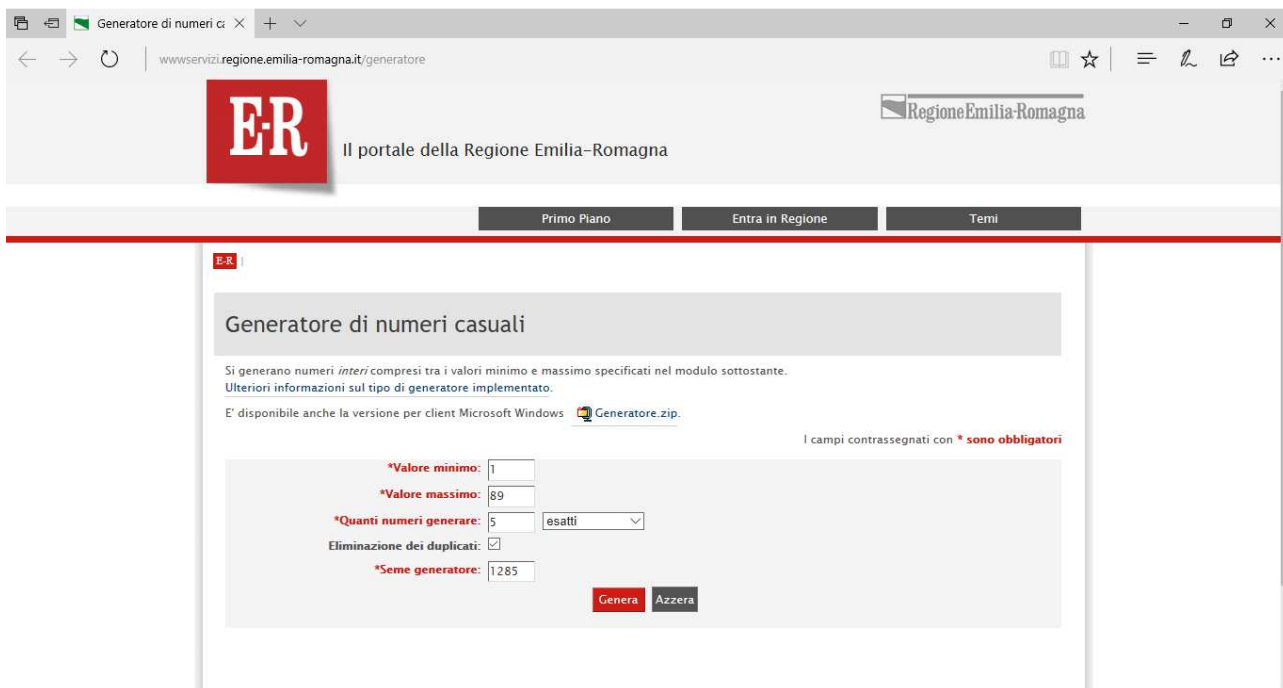 Generatore di numeri ca
wwwservizi.regione.emilia-romagna.it/generatore
E-R
RegioneEmilia-Romagna
Il portale della Regione Emilia-Romagna
Primo Piano Entra in Regione Temi
E-R |
Generatore di numeri casuali
Si generano numeri interi compresi tra i valori minimo e massimo specificati nel modulo sottostante.
Ulteriori informazioni sul tipo di generatore implementato.
E' disponibile anche la versione per client Microsoft Windows Generatore.zip.
I campi contrassegnati con * sono obbligatori
*Valore minimo: 1
*Valore massimo: 89
*Quanti numeri generare: 5 esatti
Eliminazione dei duplicati:
*Seme generatore: 1285
Genera Azzera